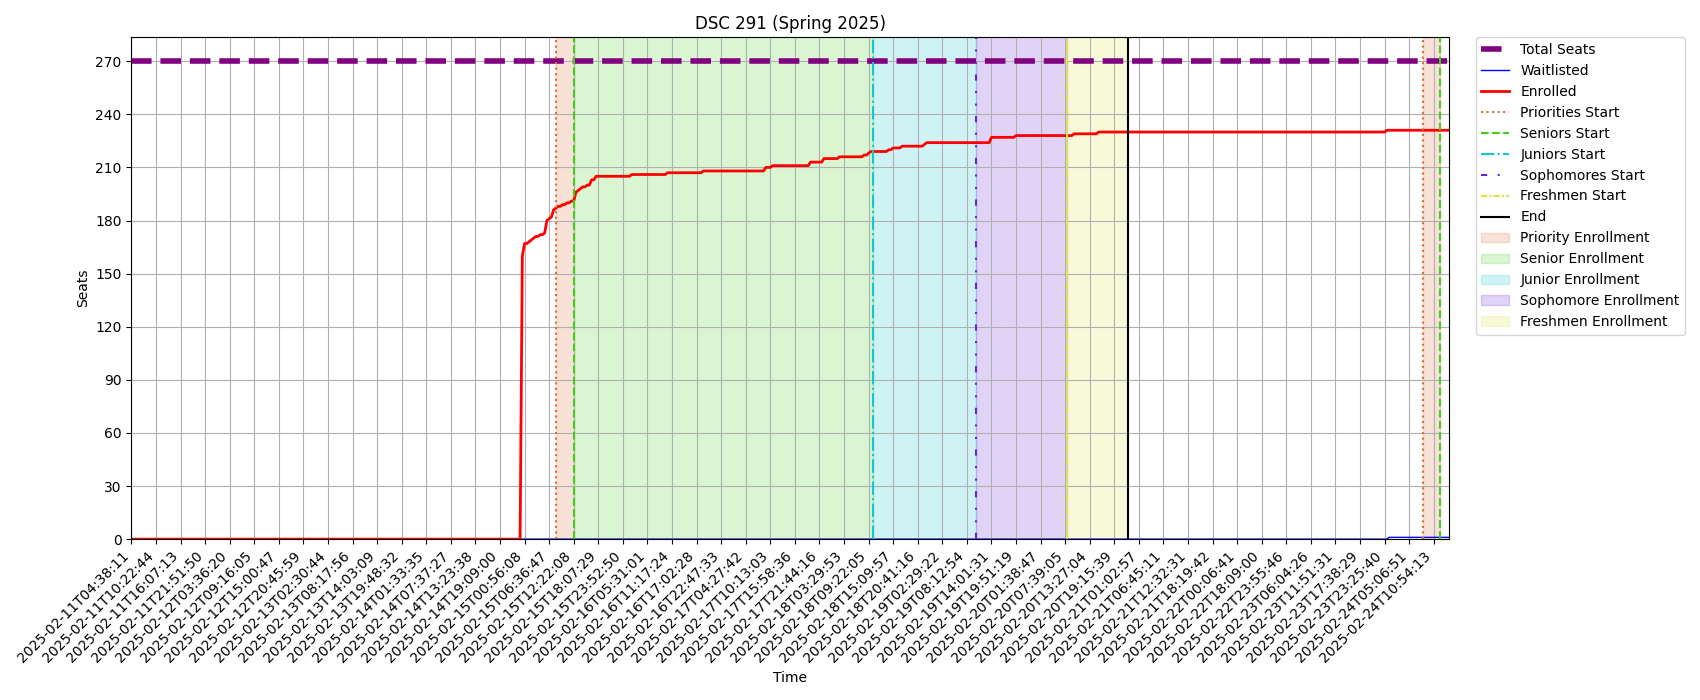 DSC 291 (Spring 2025)
270
240
210
180
150
120
90
60
30
0
Seats
2025-02-11T04:38:11
2025-02-11T10:22:44
2025-02-11T16:07:13
2025-02-11T21:51:50
2025-02-12T03:36:20
2025-02-12T09:16:05
2025-02-12T15:00:47
2025-02-12T20:45:59
2025-02-13T02:30:44
2025-02-13T08:17:56
2025-02-13T14:03:09
2025-02-13T19:48:32
2025-02-14T01:33:35
2025-02-14T07:37:27
2025-02-14T13:23:38
2025-02-14T19:09:00
2025-02-15T00:56:08
2025-02-15T06:36:47
2025-02-15T12:22:08
2025-02-15T18:07:29
2025-02-15T23:52:50
2025-02-16T05:31:01
2025-02-16T11:17:24
2025-02-16T17:02:28
2025-02-16T22:47:33
2025-02-17T04:27:42
2025-02-17T10:13:03
2025-02-17T15:58:36
2025-02-17T21:44:16
2025-02-18T03:29:53
2025-02-18T09:22:05
2025-02-18T15:09:57
2025-02-18T20:41:16
2025-02-19T02:29:22
2025-02-19T08:12:54
2025-02-19T14:01:31
2025-02-19T19:51:19
2025-02-20T01:38:47
2025-02-20T07:39:05
2025-02-20T13:27:04
2025-02-20T19:15:39
2025-02-21T01:02:57
2025-02-21T06:45:11
2025-02-21T12:32:31
2025-02-21T18:19:42
2025-02-22T00:06:41
2025-02-22T18:09:00
2025-02-22T23:55:46
2025-02-23T06:04:26
2025-02-23T11:51:31
2025-02-23T17:38:29
2025-02-23T23:25:40
2025-02-24T05:06:51
2025-02-24T10:54:13
Time
Total Seats
Waitlisted
Enrolled
Priorities Start
Seniors Start
Juniors Start
Sophomores Start
Freshmen Start
End
Priority Enrollment
Senior Enrollment
Junior Enrollment
Sophomore Enrollment
Freshmen Enrollment